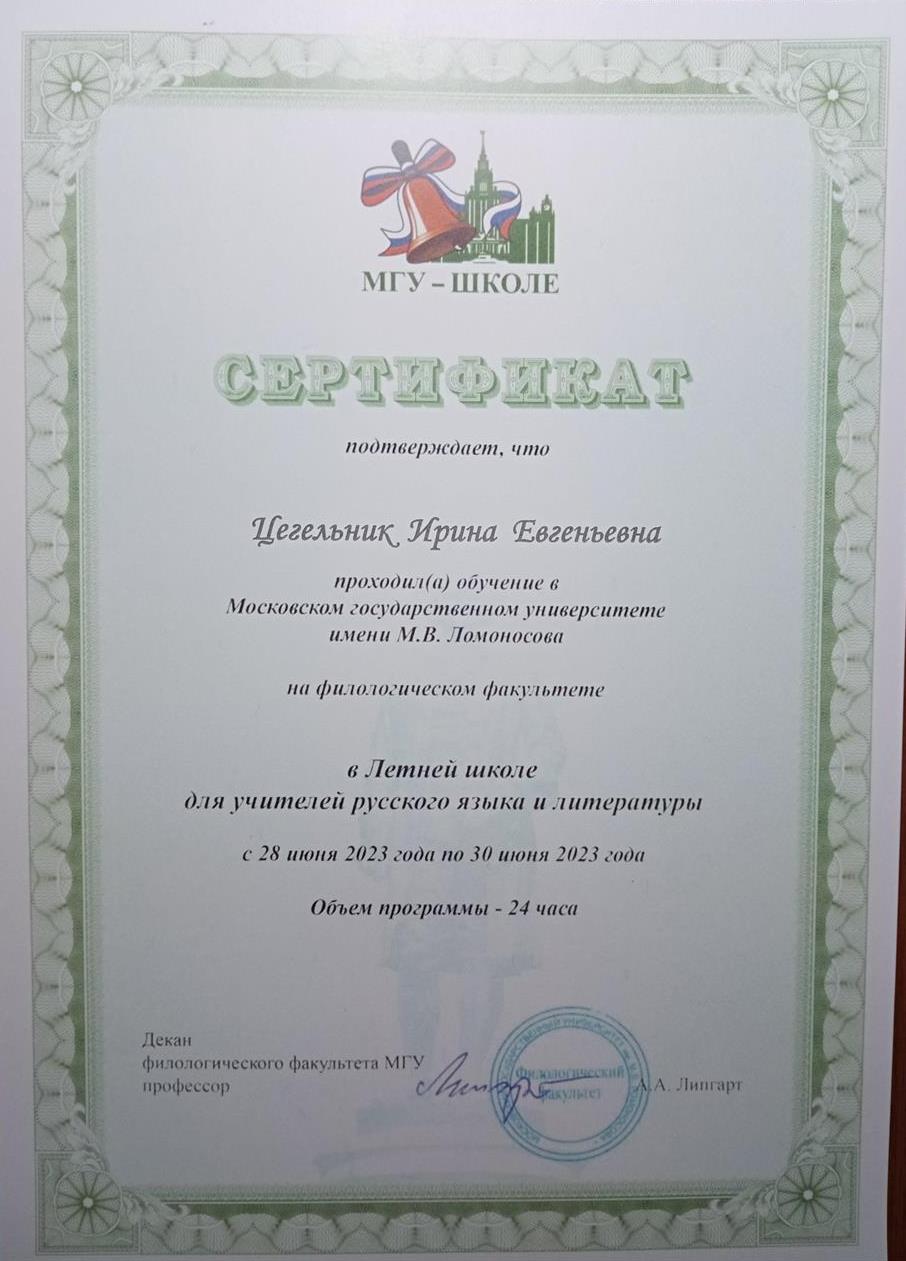 МГУ – ШКОЛЕ
СЕРТИФИКАТ
подтверждает, что
Цегельник Ирина Евгеньевна
проходил(а) обучение в
Московском государственном университете
имени М.В. Ломоносова
на филологическом факультете
в Летней школе
для учителей русского языка и литературы
с 28 июня 2023 года по 30 июня 2023 года
Объем программы - 24 часа
Декан
филологического факультета МГУ
профессор
А.А. Липгарт
Филологический
факультет